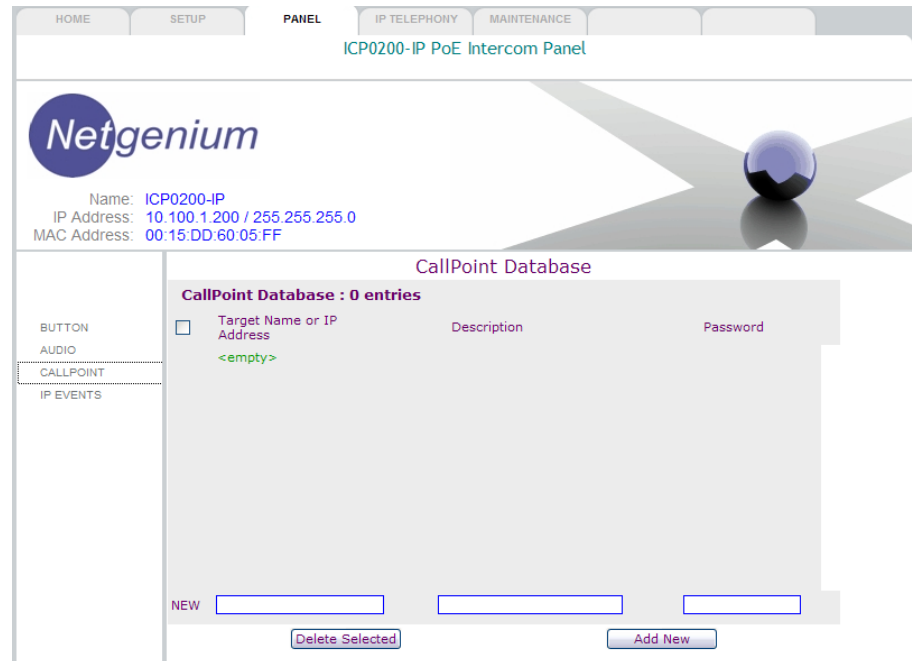 HOME SETUP PANEL IP TELEPHONY MAINTENANCE
ICP0200-IP PoE Intercom Panel
Netgenium
Name: ICP0200-IP
IP Address: 10.100.1.200 / 255.255.255.0
MAC Address: 00:15:DD:60:05:FF
BUTTON
AUDIO
CALLPOINT
IP EVENTS
CallPoint Database
CallPoint Database : 0 entries
Target Name or IP
Address
Description
Password
<empty>
NEW
Delete Selected
Add New